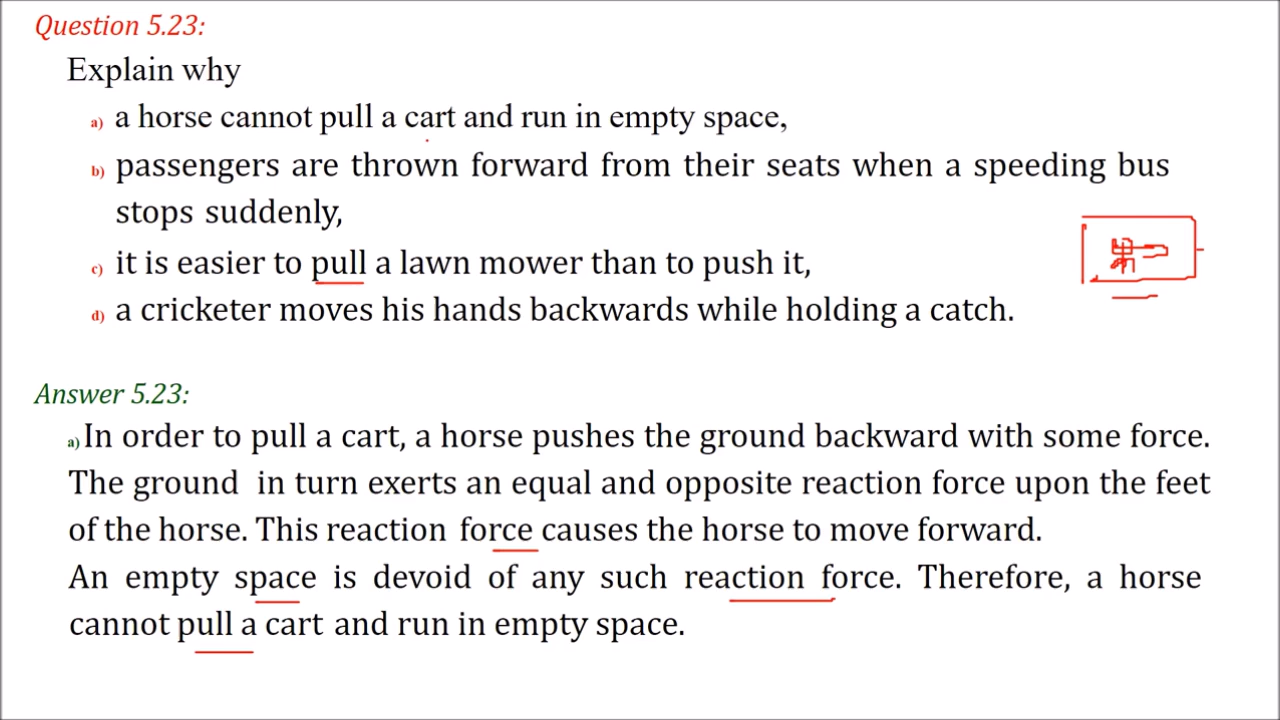 Question 5.23:
Explain why
a) a horse cannot pull a cart and run in empty space,
b) passengers are thrown forward from their seats when a speeding bus
stops suddenly,
c) it is easier to pull a lawn mower than to push it,
d) a cricketer moves his hands backwards while holding a catch.
Answer 5.23:
a) In order to pull a cart, a horse pushes the ground backward with some force.
The ground in turn exerts an equal and opposite reaction force upon the feet
of the horse. This reaction force causes the horse to move forward.
An empty space is devoid of any such reaction force. Therefore, a horse
cannot pull a cart and run in empty space.